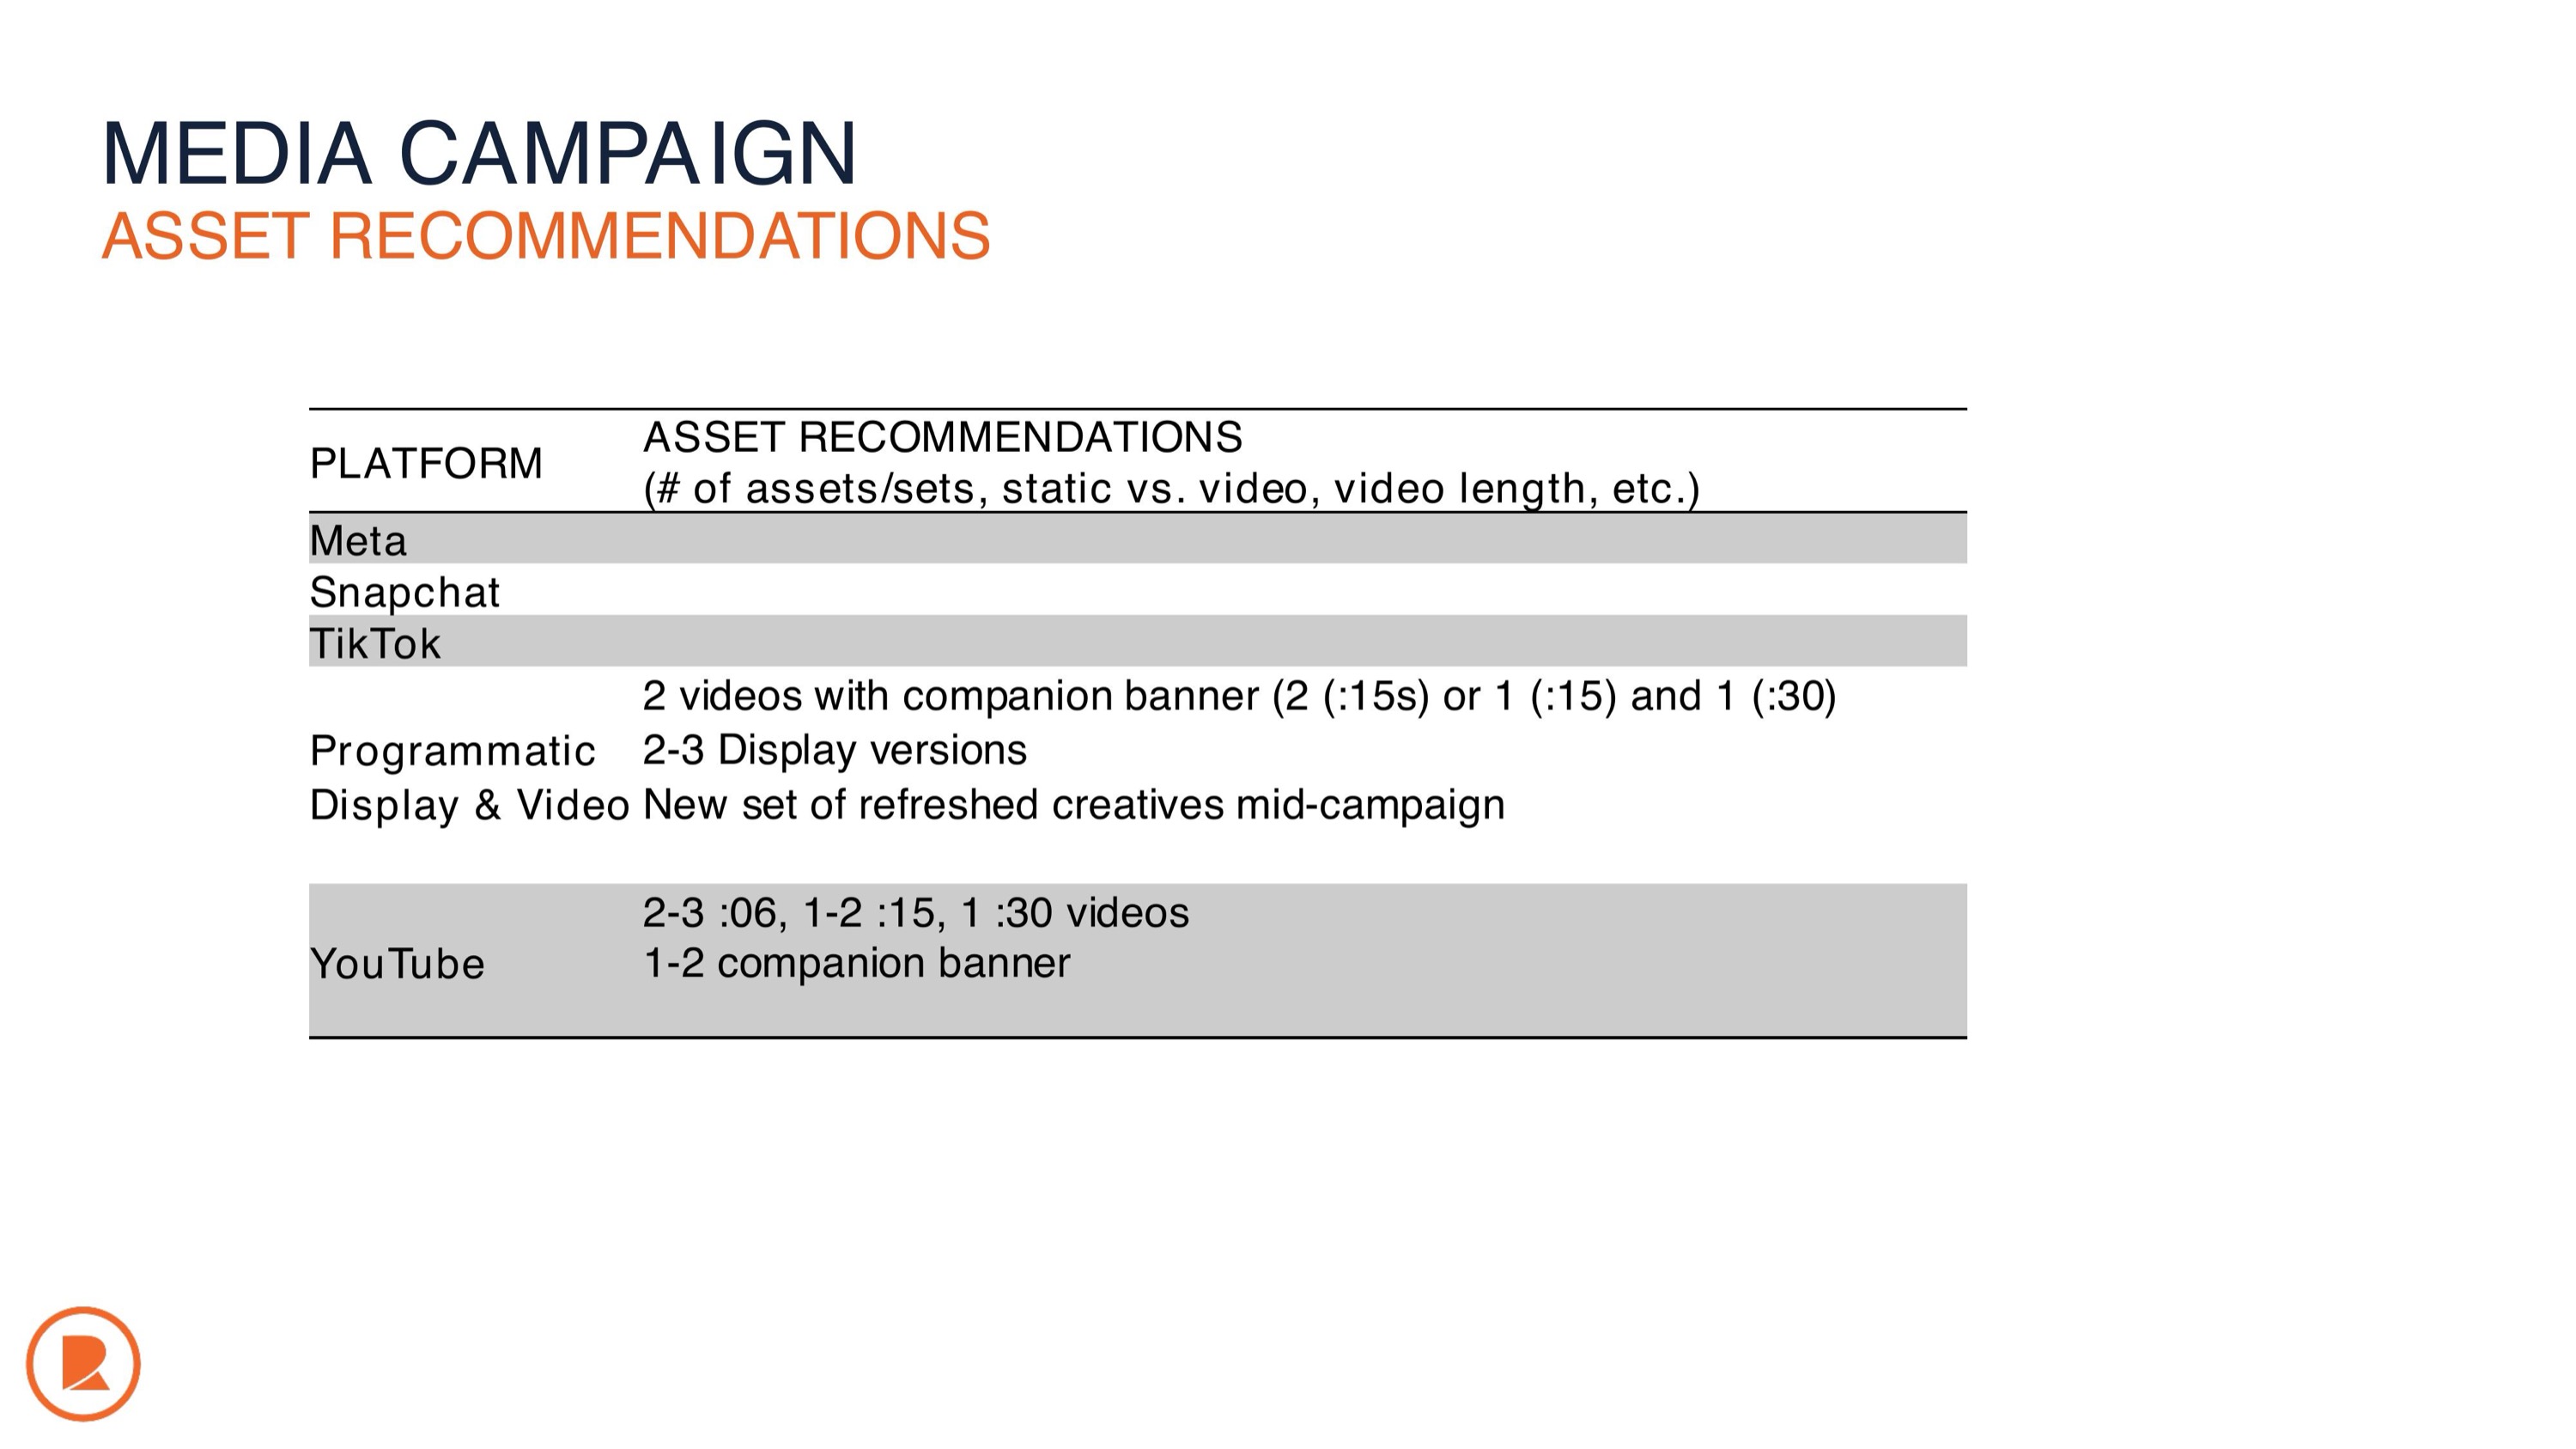 MEDIA CAMPAIGN
ASSET RECOMMENDATIONS
PLATFORM
ASSET RECOMMENDATIONS
(# of assets/sets, static vs. video, video length, etc.)
Meta
Snapchat
TikTok
Programmatic
Display & Video
2 videos with companion banner (2 (:15s) or 1 (:15) and 1 (:30)
2-3 Display versions
New set of refreshed creatives mid-campaign
YouTube
2-3 :06, 1-2 :15, 1 :30 videos
1-2 companion banner
R